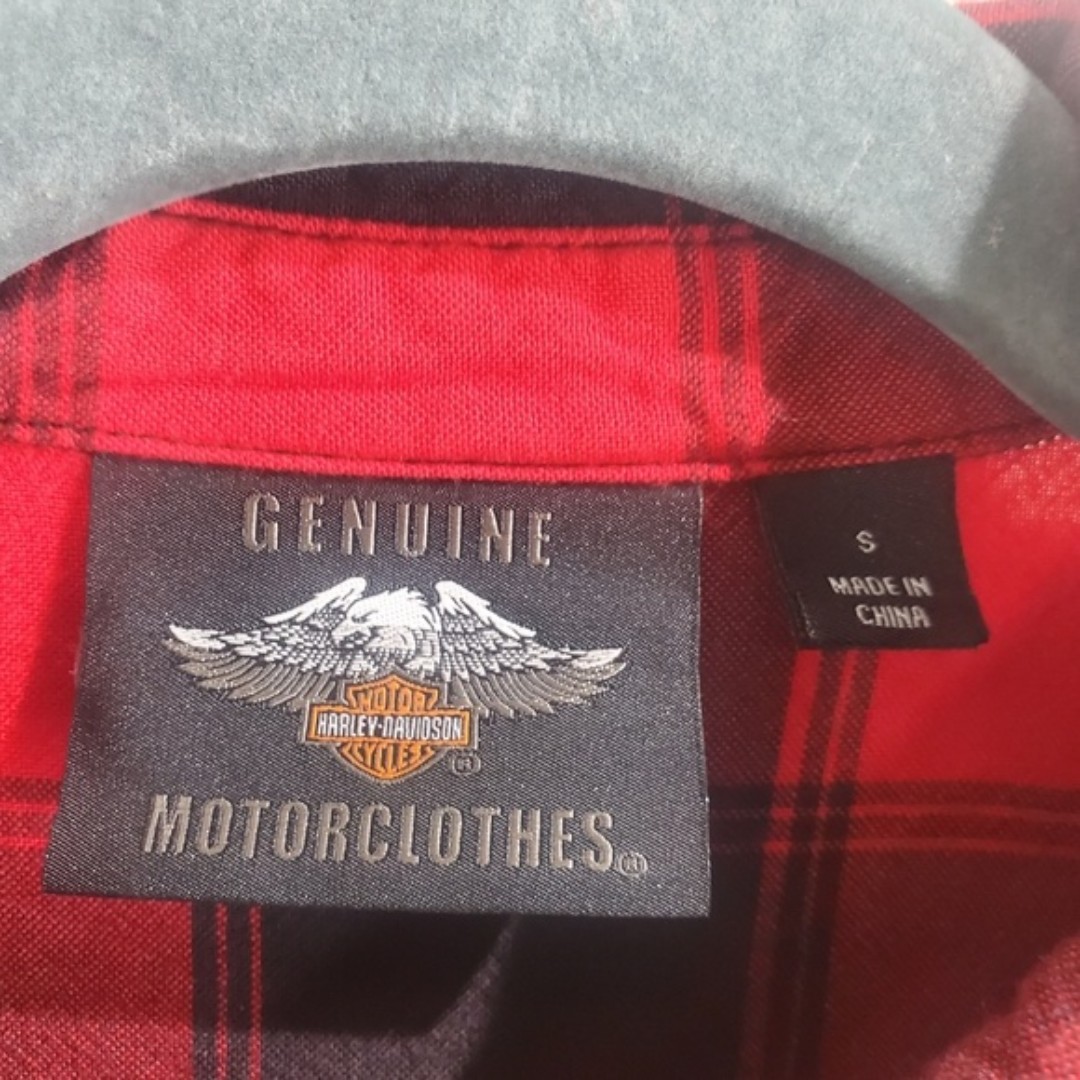 GENUINE
MOTOR
HARLEY-DAVIDSON
CYCLES
®
MOTORCLOTHES®
S
MADE IN
CHINA